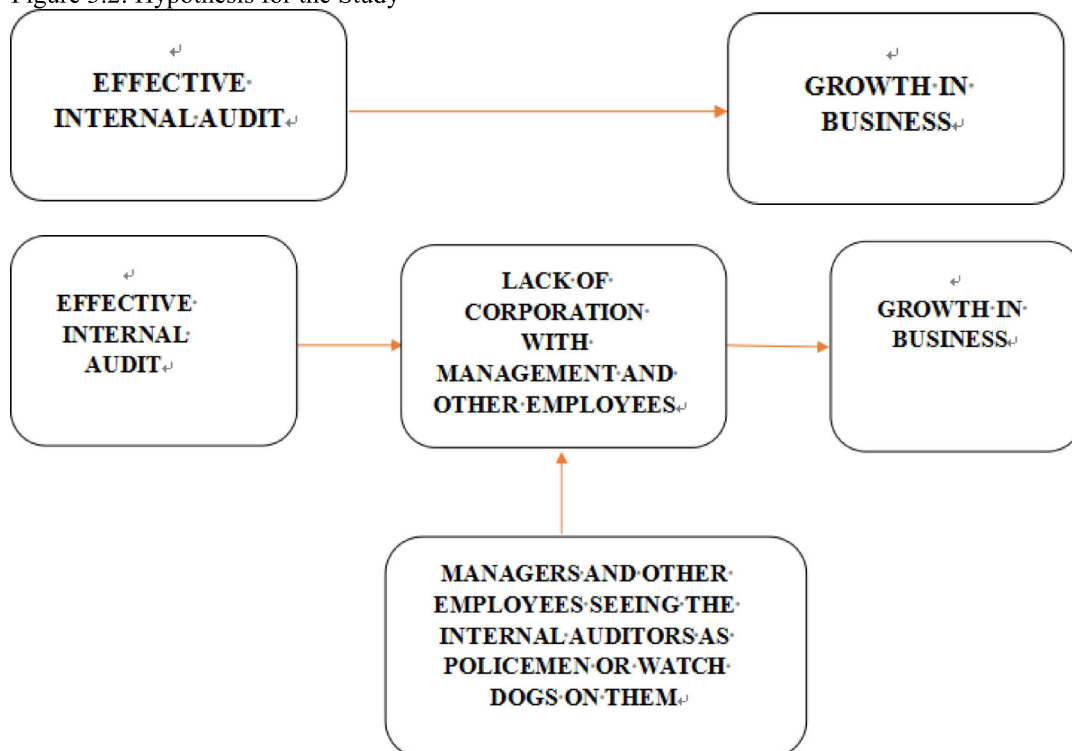 Figure 3.2: Hypothesis for the Study
EFFECTIVE
INTERNAL AUDIT
GROWTH IN
BUSINESS
EFFECTIVE
INTERNAL
AUDIT
LACK OF
CORPORATION
WITH
MANAGEMENT AND
OTHER EMPLOYEES
GROWTH IN
BUSINESS
MANAGERS AND OTHER
EMPLOYEES SEEING THE
INTERNAL AUDITORS AS
POLICEMEN OR WATCH
DOGS ON THEM